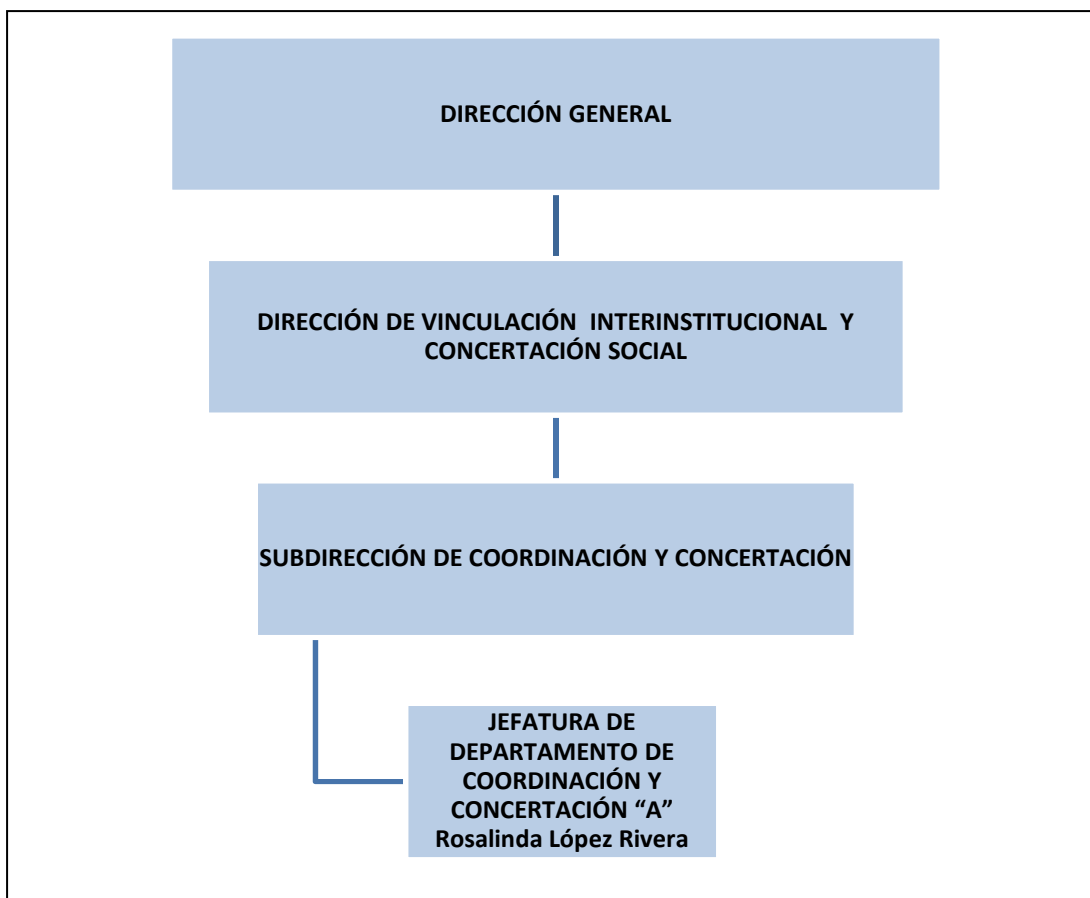 DIRECCIÓN GENERAL
DIRECCIÓN DE VINCULACIÓN INTERINSTITUCIONAL Y
CONCERTACIÓN SOCIAL
SUBDIRECCIÓN DE COORDINACIÓN Y CONCERTACIÓN
JEFATURA DE
DEPARTAMENTO DE
COORDINACIÓN Y
CONCERTACIÓN “A”
Rosalinda López Rivera